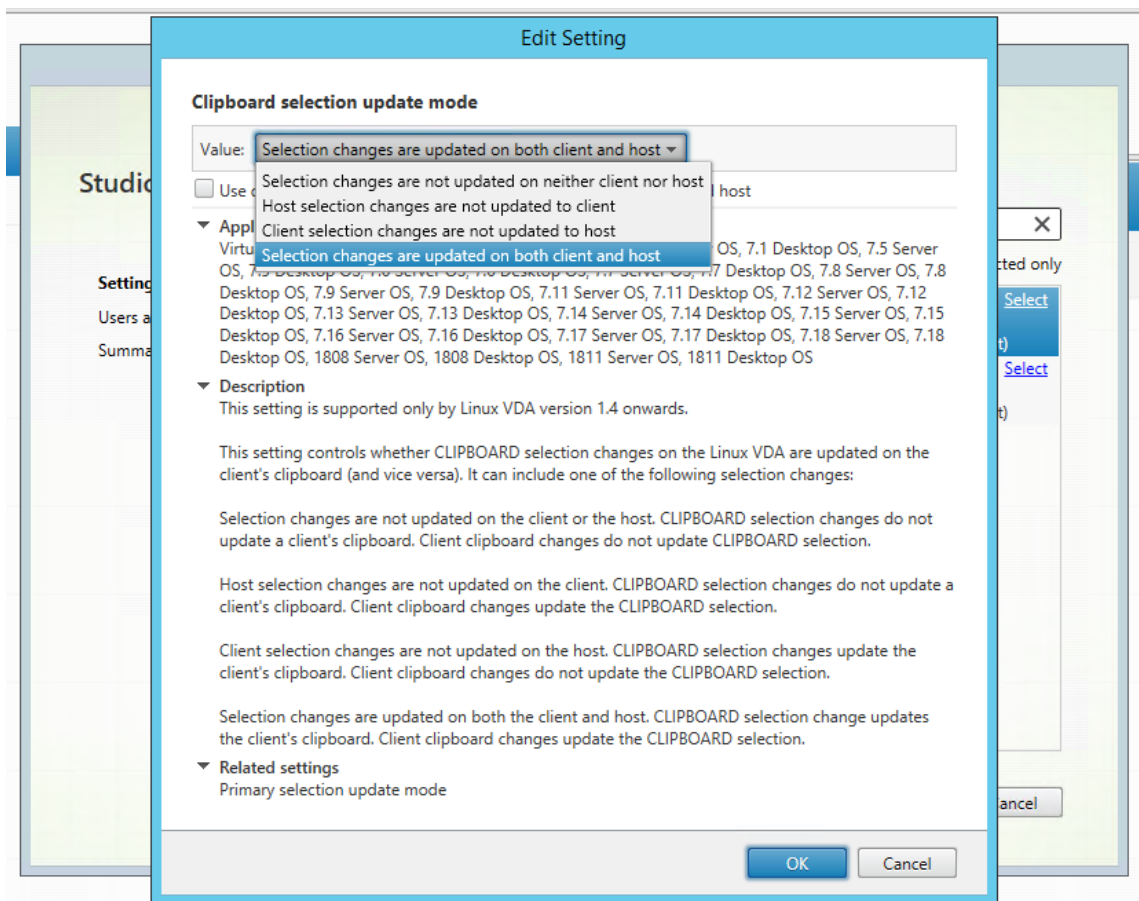 Edit Setting
Clipboard selection update mode
Value: Selection changes are updated on both client and host
Selection changes are not updated on neither client nor host
Use host
Host selection changes are not updated to client
Client selection changes are not updated to host
Selection changes are updated on both client and host
OS, 7.1 Desktop OS, 7.5 Server
OS, 7.7 Desktop OS, 7.8 Server OS, 7.8
Desktop OS, 7.9 Server OS, 7.9 Desktop OS, 7.11 Server OS, 7.11 Desktop OS, 7.12 Server OS, 7.12
Desktop OS, 7.13 Server OS, 7.13 Desktop OS, 7.14 Server OS, 7.14 Desktop OS, 7.15 Server OS, 7.15
Desktop OS, 7.16 Server OS, 7.16 Desktop OS, 7.17 Server OS, 7.17 Desktop OS, 7.18 Server OS, 7.18
Desktop OS, 1808 Server OS, 1808 Desktop OS, 1811 Server OS, 1811 Desktop OS
Description
This setting is supported only by Linux VDA version 1.4 onwards.
This setting controls whether CLIPBOARD selection changes on the Linux VDA are updated on the
client's clipboard (and vice versa). It can include one of the following selection changes:
Selection changes are not updated on the client or the host. CLIPBOARD selection changes do not
update a client's clipboard. Client clipboard changes do not update CLIPBOARD selection.
Host selection changes are not updated on the client. CLIPBOARD selection changes do not update a
client's clipboard. Client clipboard changes update the CLIPBOARD selection.
Client selection changes are not updated on the host. CLIPBOARD selection changes update the
client's clipboard. Client clipboard changes do not update the CLIPBOARD selection.
Selection changes are updated on both the client and host. CLIPBOARD selection change updates
the client's clipboard. Client clipboard changes update the CLIPBOARD selection.
Related settings
Primary selection update mode
OK Cancel
Studio
Setting
Users a
Summa
cted only
Select
t)
Select
t)
ancel